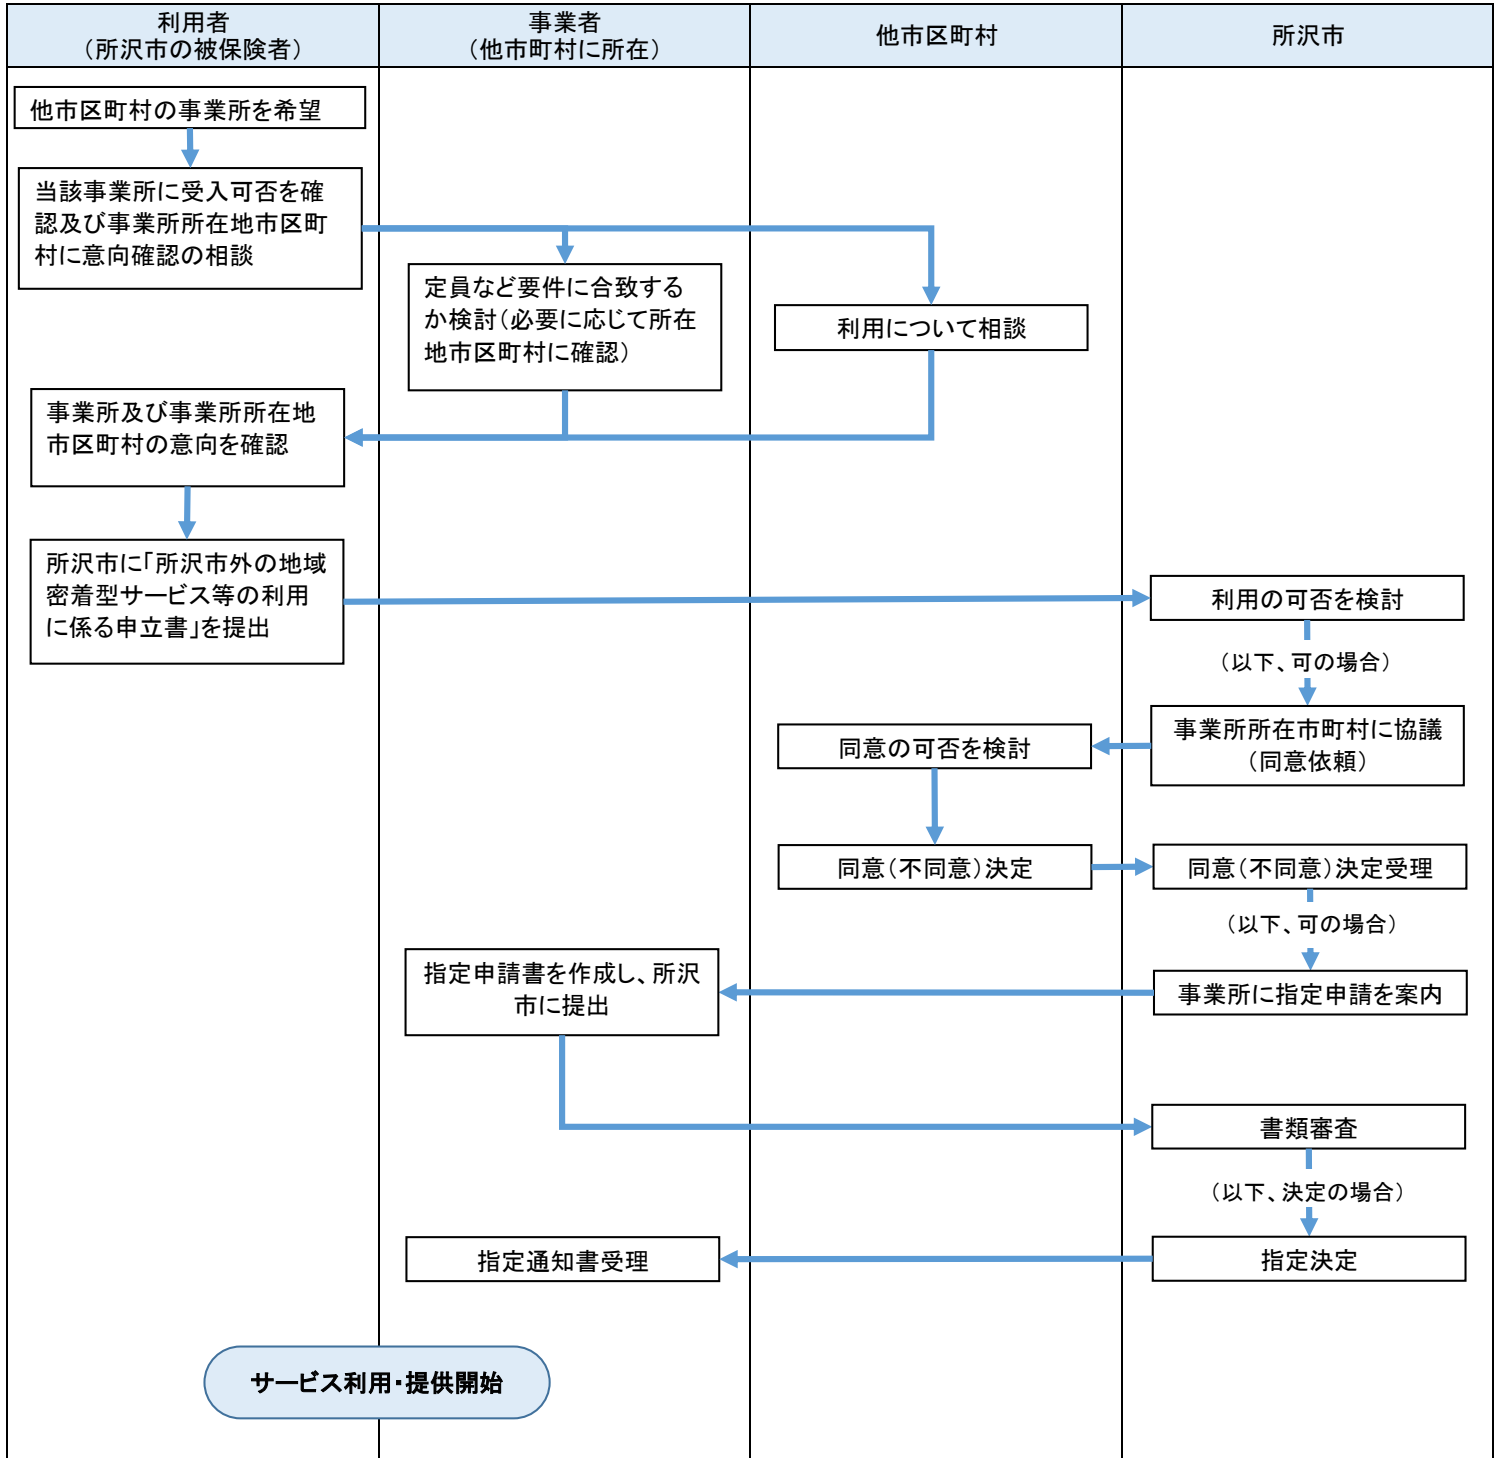 利用者
（所沢市の被保険者）
事業者
（他市町村に所在）
他市区町村
所沢市
他市区町村の事業所を希望
当該事業所に受入可否を確
認及び事業所所在地市区町
村に意向確認の相談
定員など要件に合致する
か検討（必要に応じて所在
地市区町村に確認）
利用について相談
事業所及び事業所所在地
市区町村の意向を確認
所沢市に「所沢市外の地域
密着型サービス等の利用
に係る申立書」を提出
利用の可否を検討
（以下、可の場合）
事業所所在市町村に協議
（同意依頼）
同意の可否を検討
同意（不同意）決定
同意（不同意）決定受理
（以下、可の場合）
事業所に指定申請を案内
指定申請書を作成し、所沢
市に提出
書類審査
（以下、決定の場合）
指定決定
指定通知書受理
サービス利用・提供開始